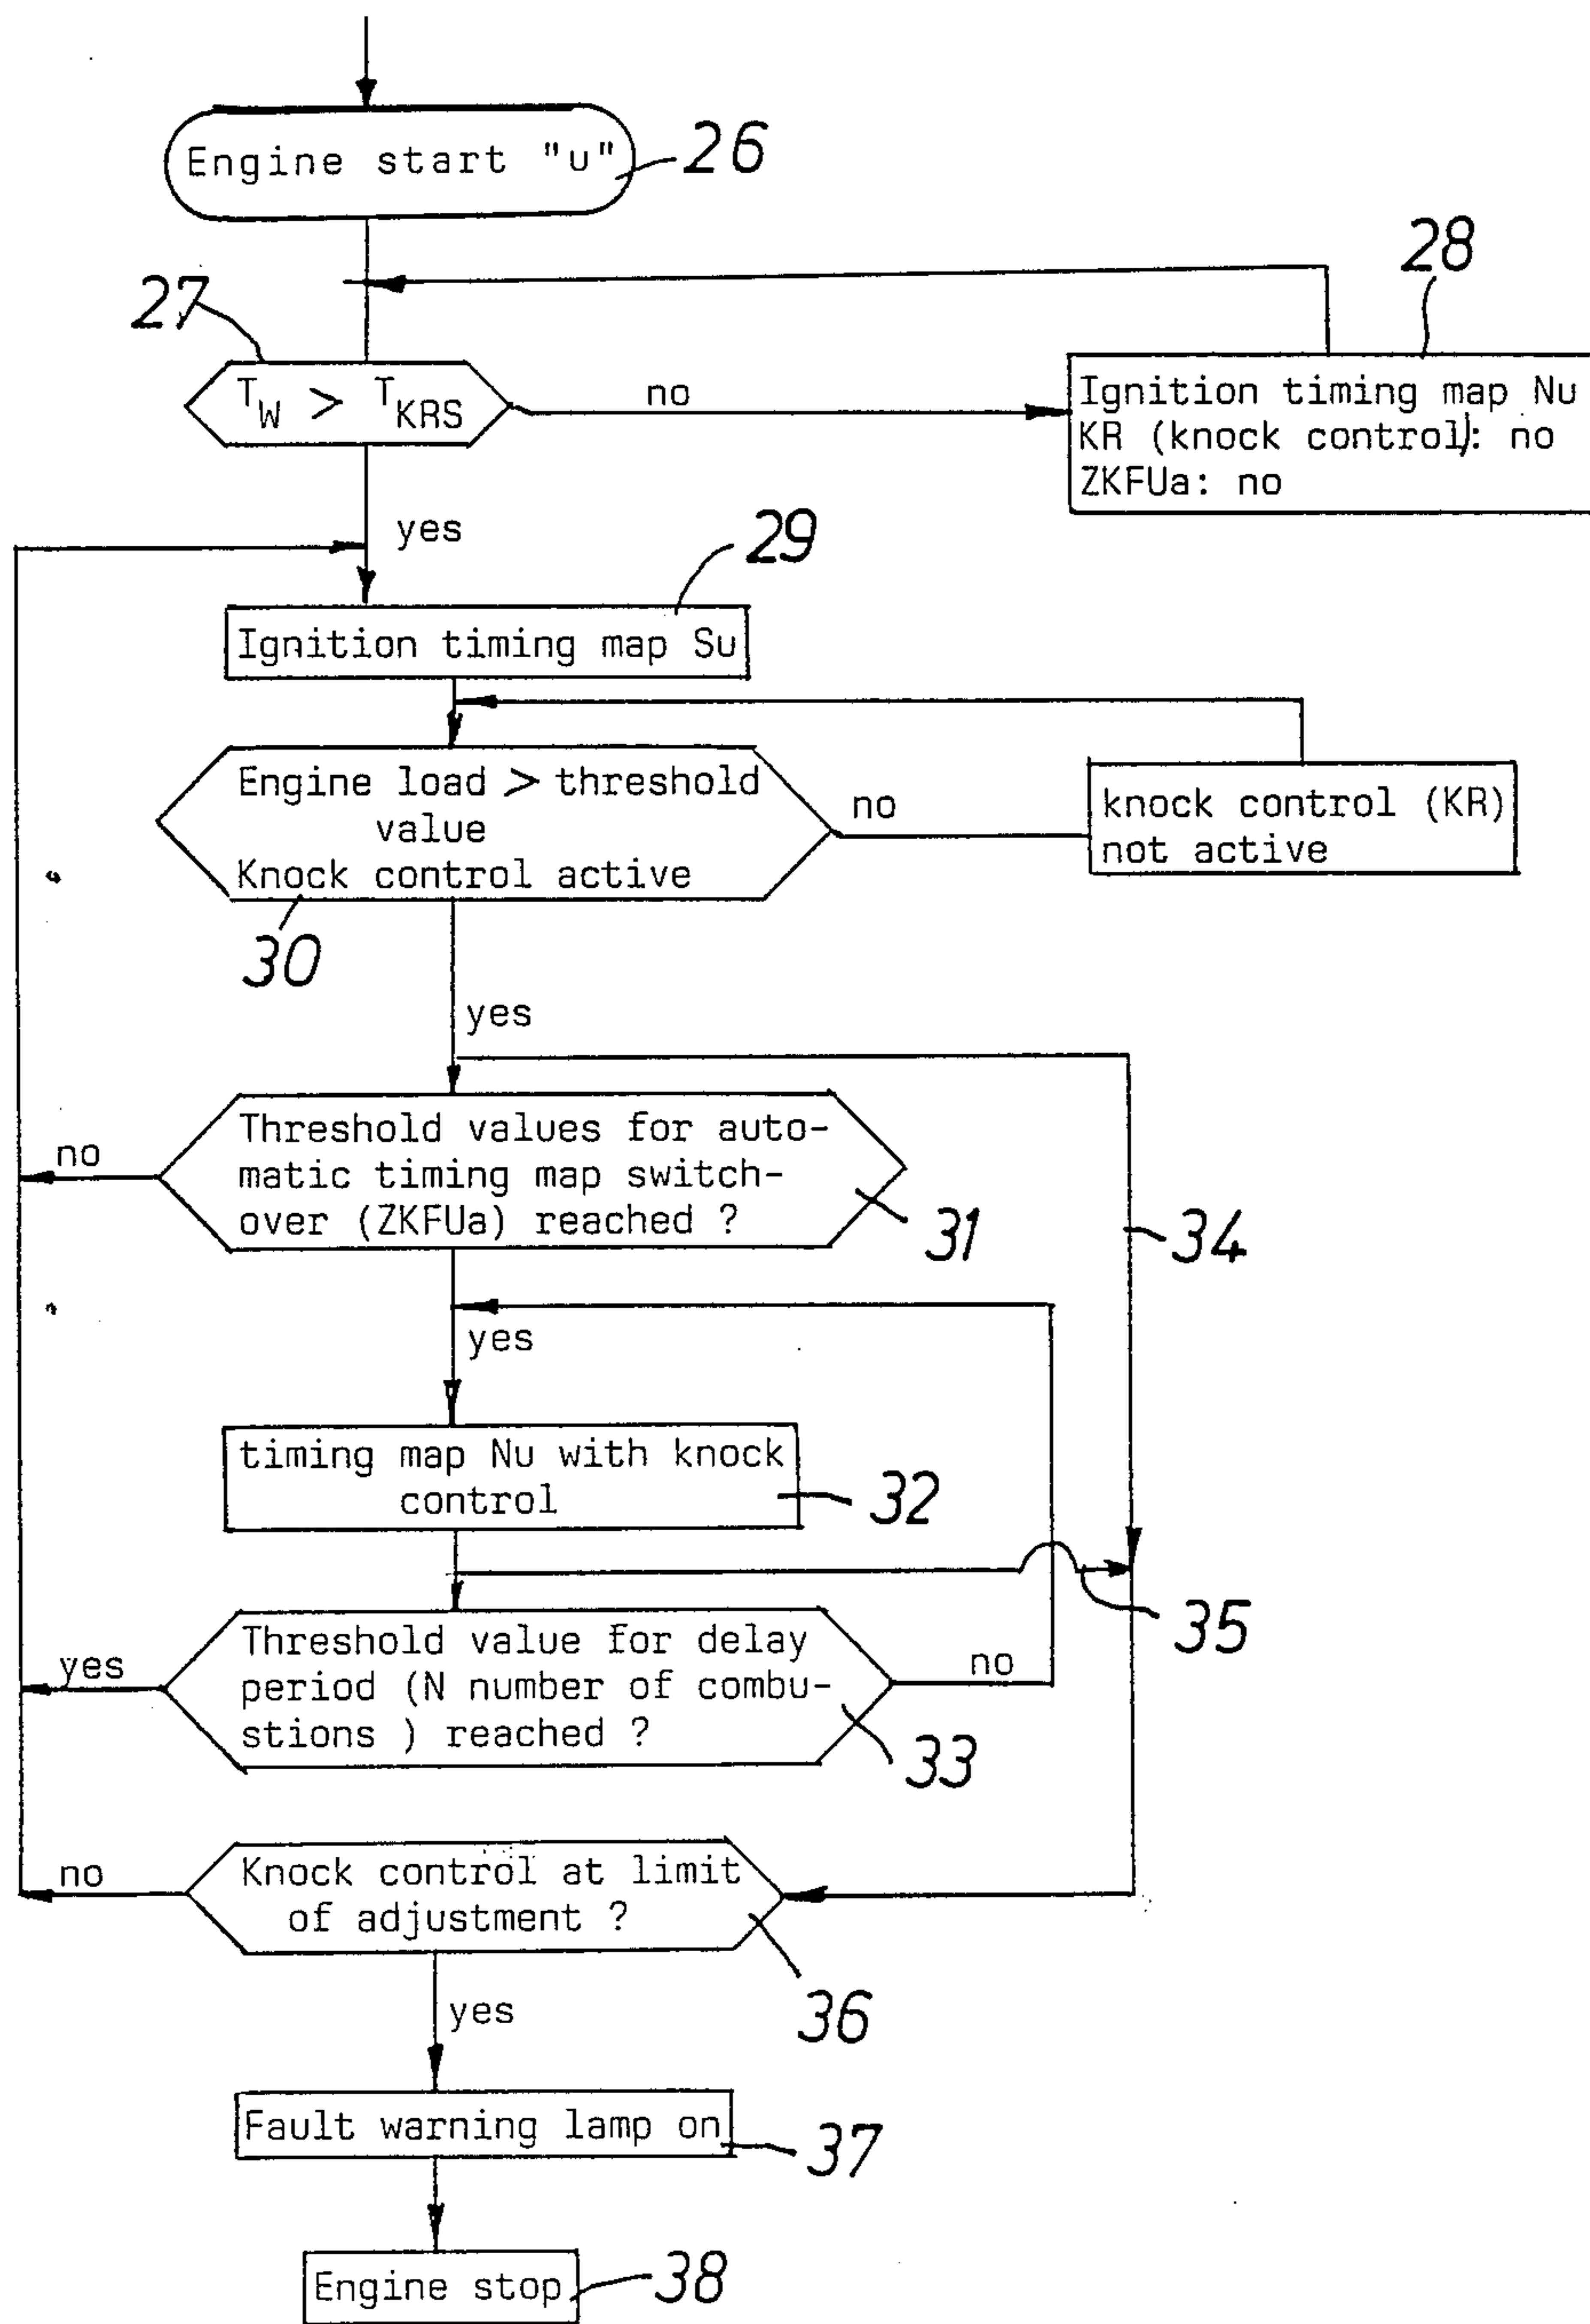 Engine start "u"
26
27
28
T_W > T_KRS
no
Ignition timing map Nu
KR (knock control): no
ZKFUa: no
yes
29
Ignition timing map Su
Engine load > threshold
value
Knock control active
no
knock control (KR)
not active
30
yes
no
Threshold values for auto-
matic timing map switch-
over (ZKFUa) reached ?
31
34
yes
timing map Nu with knock
control
32
35
yes
Threshold value for delay
period (N number of combu-
stions ) reached ?
no
33
no
Knock control at limit
of adjustment ?
36
yes
Fault warning lamp on
37
Engine stop
38